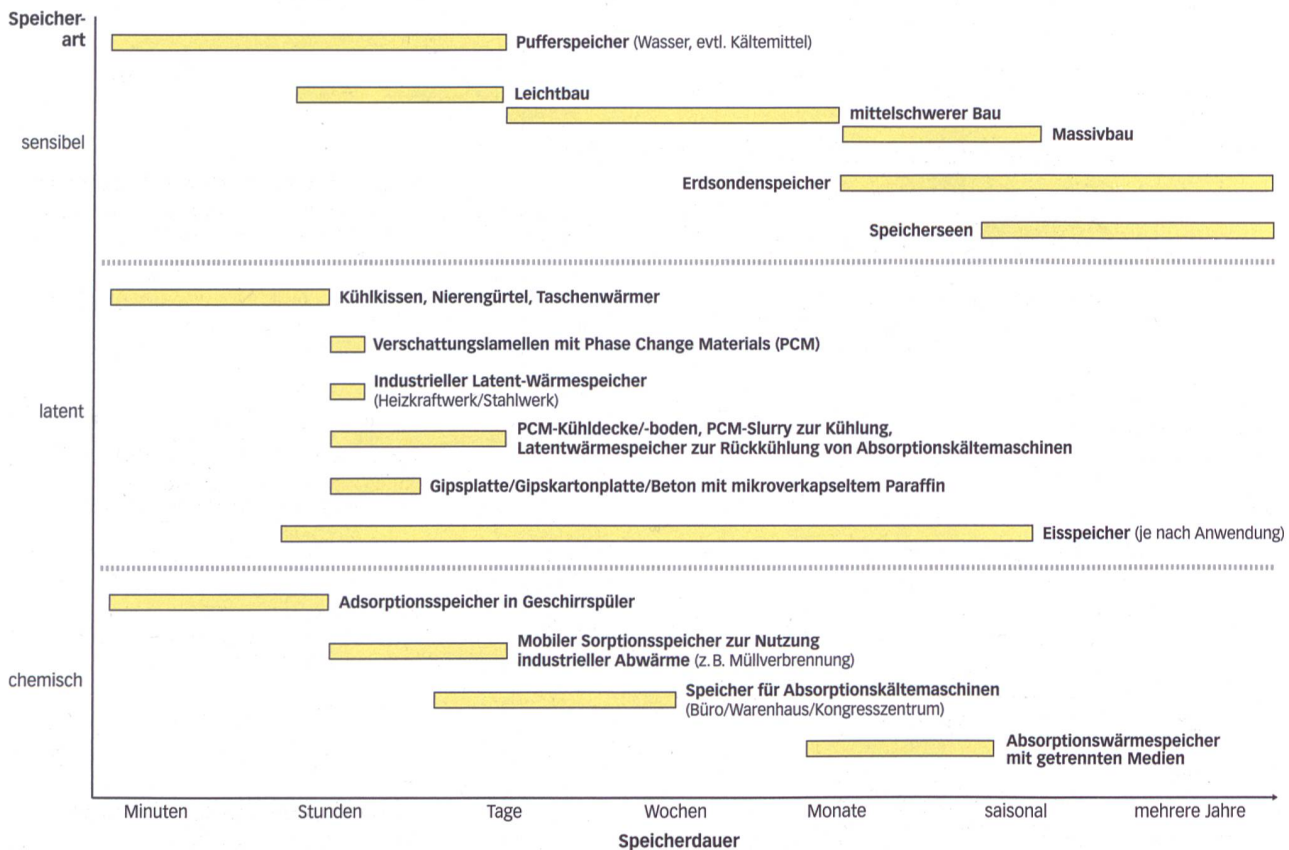 Speicher-
art
Pufferspeicher (Wasser, evtl. Kältemittel)
Leichtbau
mittelschwerer Bau
sensibel
Massivbau
Erdsondenspeicher
Speicherseen
Kühlkissen, Nierengürtel, Taschenwärmer
Verschattungslamellen mit Phase Change Materials (PCM)
Industrieller Latent-Wärmespeicher
(Heizkraftwerk/Stahlwerk)
latent
PCM-Kühldecke/-boden, PCM-Slurry zur Kühlung,
Latentwärmespeicher zur Rückkühlung von Absorptionskältemaschinen
Gipsplatte/Gipskartonplatte/Beton mit mikroverkapseltem Paraffin
Eisspeicher (je nach Anwendung)
Adsorptionsspeicher in Geschirrspüler
Mobiler Sorptionsspeicher zur Nutzung
industrieller Abwärme (z.B. Müllverbrennung)
chemisch
Speicher für Absorptionskältemaschinen
(Büro/Warenhaus/Kongresszentrum)
Absorptionswärmespeicher
mit getrennten Medien
Minuten Stunden Tage Wochen Monate saisonal mehrere Jahre
Speicherdauer